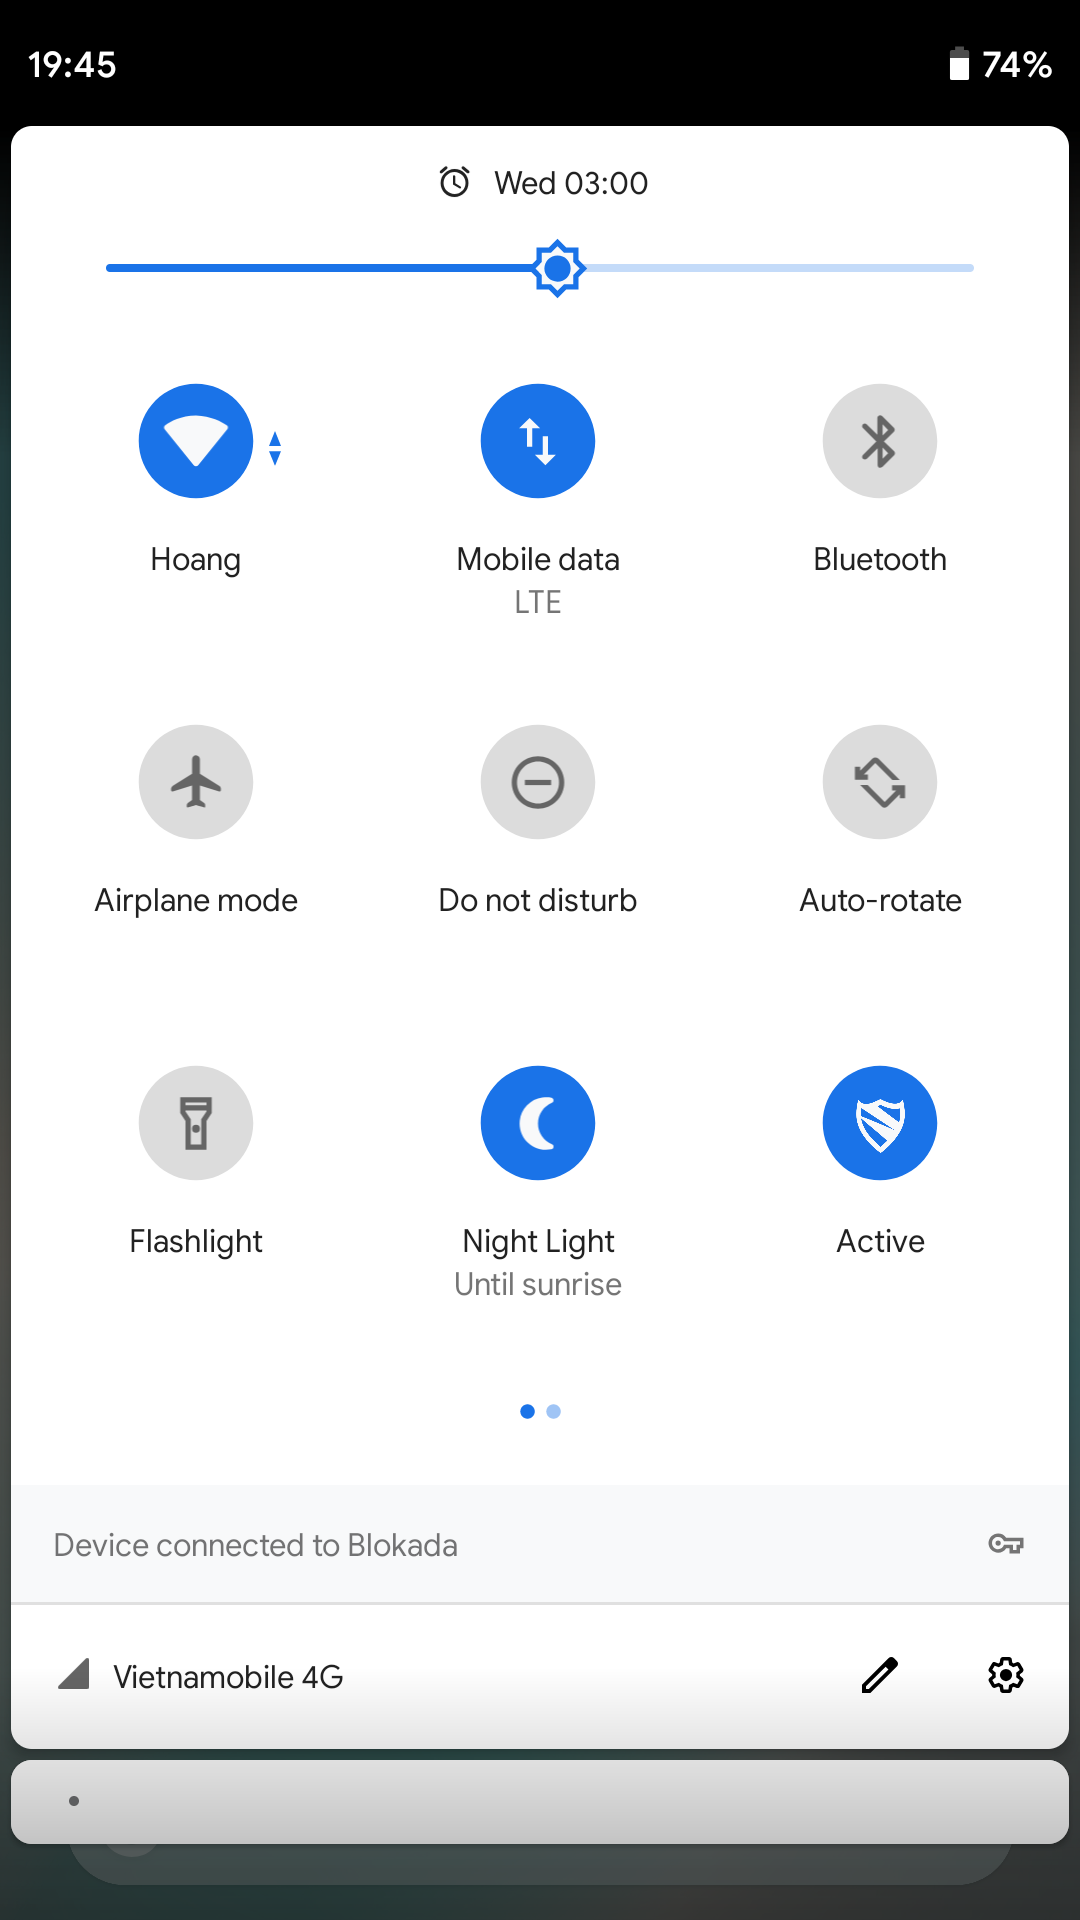 19:45
74%
Wed 03:00
Hoang
Mobile data
LTE
Bluetooth
Airplane mode
Do not disturb
Auto-rotate
Flashlight
Night Light
Until sunrise
Active
Device connected to Blokada
Vietnamobile 4G